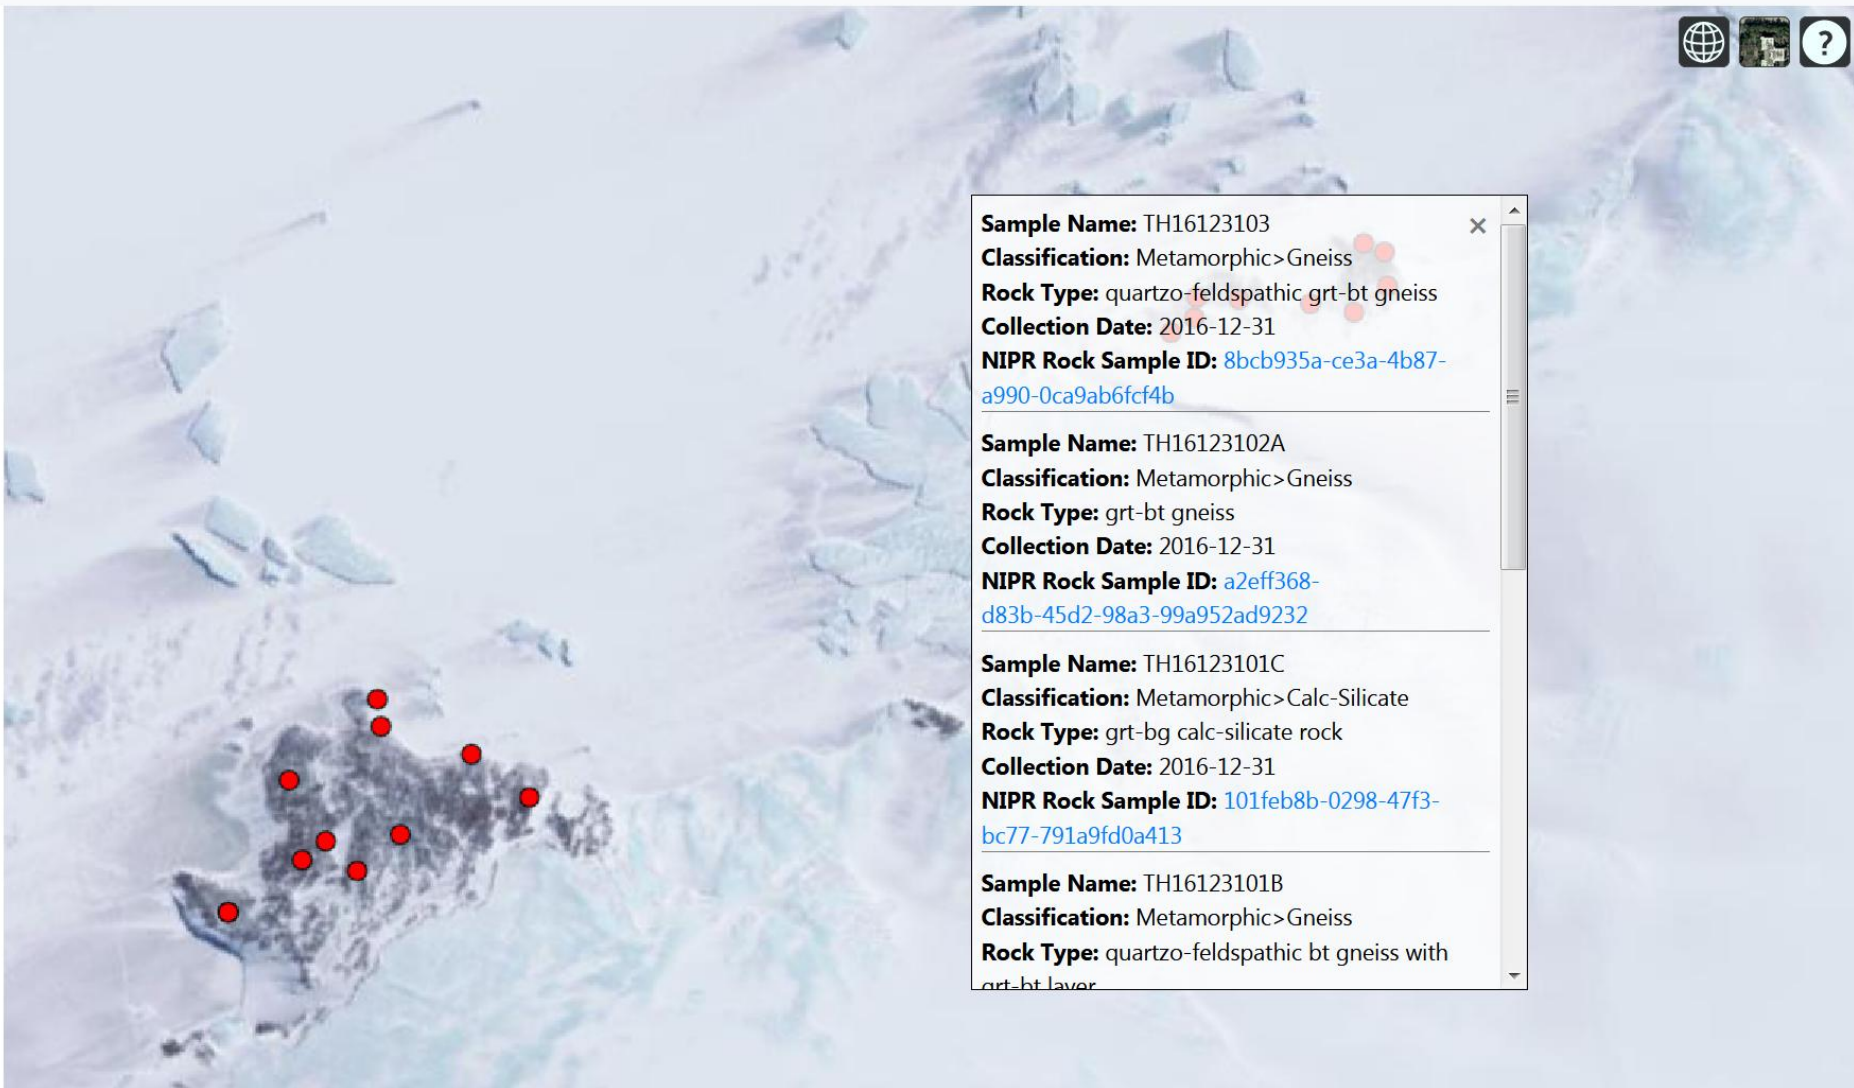 ?
Sample Name: TH16123103
×
Classification: Metamorphic>Gneiss
Rock Type: quartzo-feldspathic grt-bt gneiss
Collection Date: 2016-12-31
NIPR Rock Sample ID: 8bcb935a-ce3a-4b87-
a990-0ca9ab6fcf4b
Sample Name: TH16123102A
Classification: Metamorphic>Gneiss
Rock Type: grt-bt gneiss
Collection Date: 2016-12-31
NIPR Rock Sample ID: a2eff368-
d83b-45d2-98a3-99a952ad9232
Sample Name: TH16123101C
Classification: Metamorphic>Calc-Silicate
Rock Type: grt-bg calc-silicate rock
Collection Date: 2016-12-31
NIPR Rock Sample ID: 101feb8b-0298-47f3-
bc77-791a9fd0a413
Sample Name: TH16123101B
Classification: Metamorphic>Gneiss
Rock Type: quartzo-feldspathic bt gneiss with
grt-bt layer